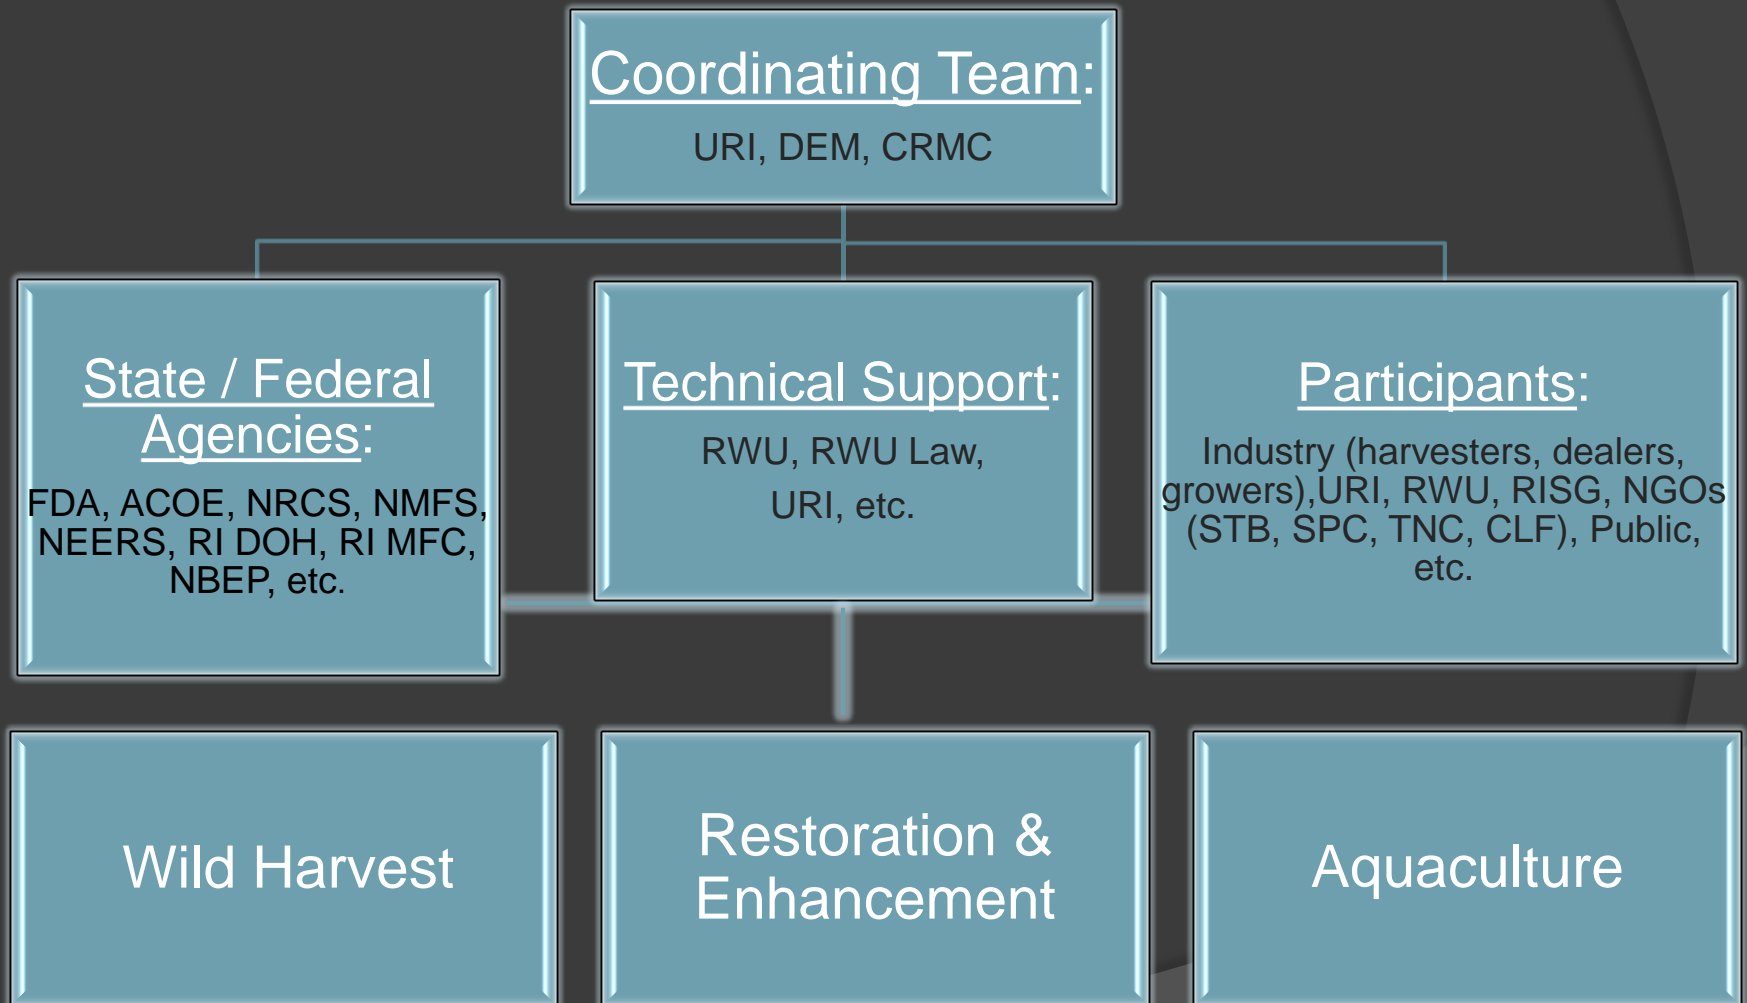 Coordinating Team:
URI, DEM, CRMC
State / Federal
Agencies:
FDA, ACOE, NRCS, NMFS,
NEERS, RI DOH, RI MFC,
NBEP, etc.
Technical Support:
RWU, RWU Law,
URI, etc.
Participants:
Industry (harvesters, dealers,
growers),URI, RWU, RISG, NGOs
(STB, SPC, TNC, CLF), Public,
etc.
Wild Harvest
Restoration &
Enhancement
Aquaculture